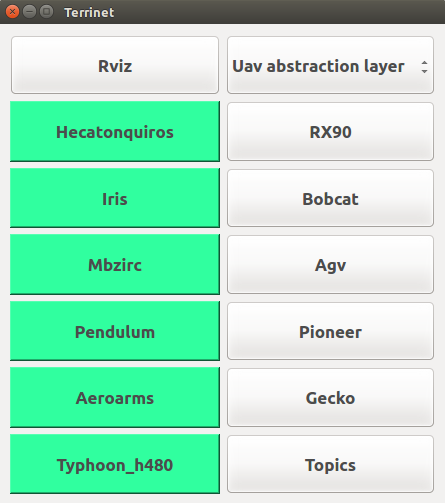 Terrinet
Rviz
Uav abstraction layer
Hecatonquiros
RX90
Iris
Bobcat
Mbzirc
Agv
Pendulum
Pioneer
Aeroarms
Gecko
Typhoon_h480
Topics